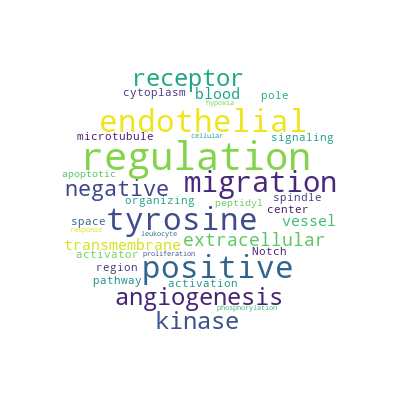 receptor
cytoplasm blood pole
hypoxia
endothelial
microtubule cellular signaling
regulation
apoptotic migration
negative
organizing peptidyl spindle
space tyrosine center vessel
response leukocyte extracellular
transmembrane Notch
activator proliferation
region positive
pathway activation
angiogenesis
phosphorylation
kinase